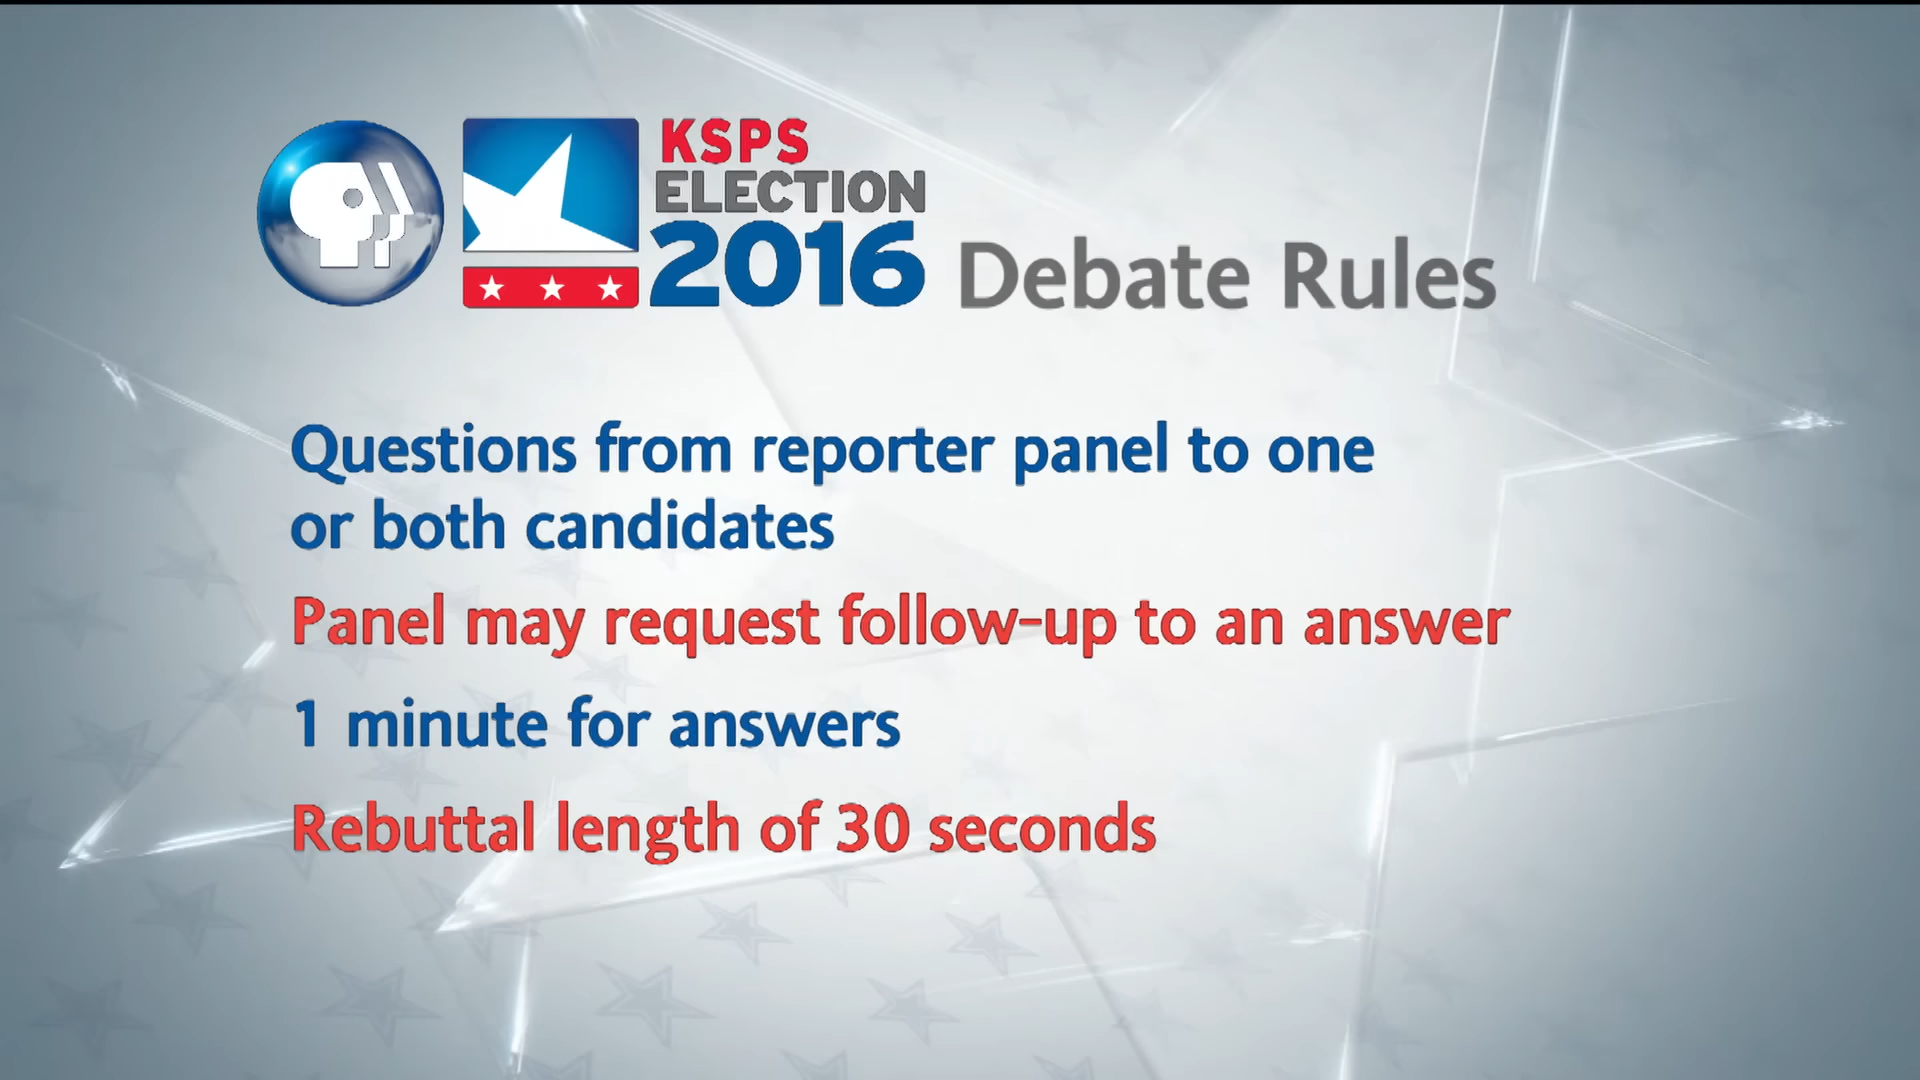 KSPS
ELECTION
2016 Debate Rules
Questions from reporter panel to one
or both candidates
Panel may request follow-up to an answer
1 minute for answers
Rebuttal length of 30 seconds